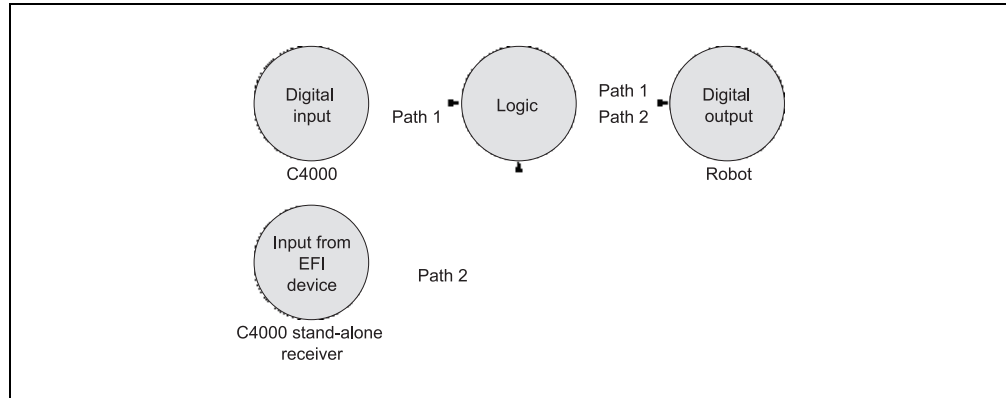 Digital
input
C4000
Path 1
Logic
Path 1
Path 2
Digital
output
Robot
Input from
EFI
device
C4000 stand-alone
receiver
Path 2